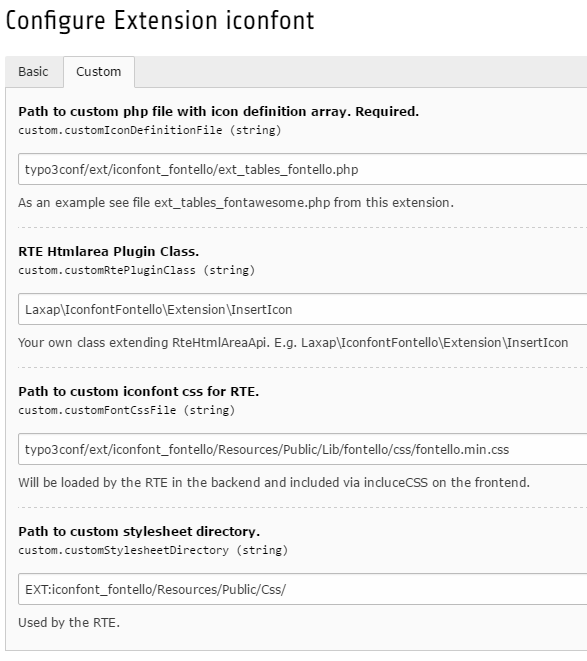 Configure Extension iconfont
Basic Custom
Path to custom php file with icon definition array. Required.
custom.customIconDefinitionFile (string)
typo3conf/ext/iconfont_fontello/ext_tables_fontello.php
As an example see file ext_tables_fontawesome.php from this extension.
RTE Htmlarea Plugin Class.
custom.customRtePluginClass (string)
Laxap\IconfontFontello\Extension\InsertIcon
Your own class extending RteHtmlAreaApi. E.g. Laxap\IconfontFontello\Extension\InsertIcon
Path to custom iconfont css for RTE.
custom.customFontCssFile (string)
typo3conf/ext/iconfont_fontello/Resources/Public/Lib/fontello/css/fontello.min.css
Will be loaded by the RTE in the backend and included via incluceCSS on the frontend.
Path to custom stylesheet directory.
custom.customStylesheetDirectory (string)
EXT:iconfont_fontello/Resources/Public/Css/
Used by the RTE.